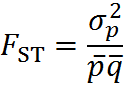 F_ST = σ_p^2 / p̄q̄